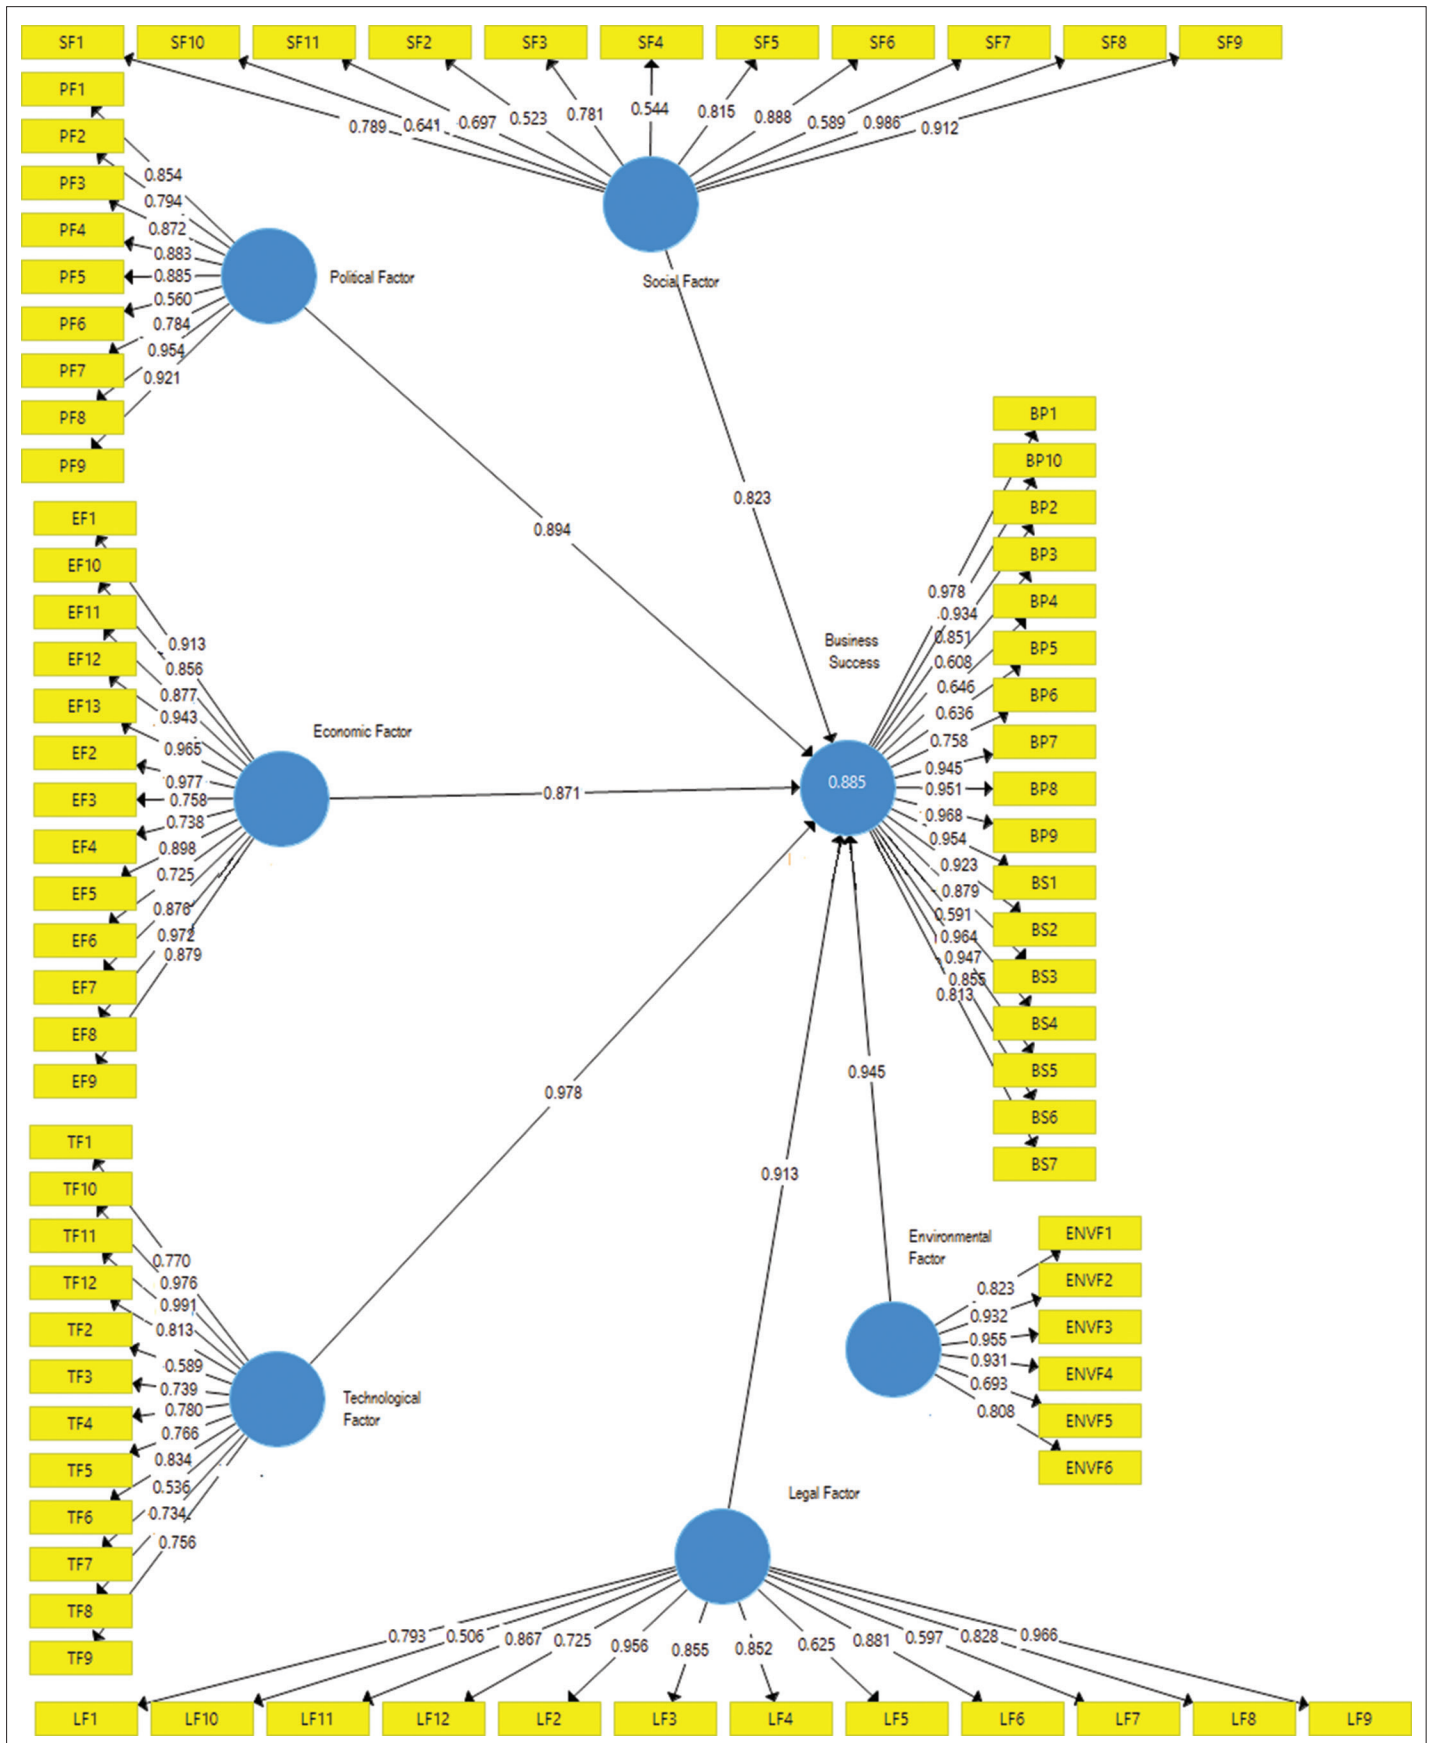 SF1 SF10 SF11 SF2 SF3 SF4 SF5 SF6 SF7 SF8 SF9
0.789 0.641 0.697 0.523 0.781 0.544 0.815 0.888 0.589 0.986 0.912
Social Factor
0.823
PF1
PF2
PF3
PF4
PF5
PF6
PF7
PF8
PF9
0.854
0.794
0.872
0.883
0.885
0.560
0.784
0.954
0.921
Political Factor
0.894
EF1
EF10
EF11
EF12
EF13
EF2
EF3
EF4
EF5
EF6
EF7
EF8
EF9
0.913
0.856
0.877
0.943
0.965
0.977
0.758
0.738
0.898
0.725
0.876
0.972
0.879
Economic Factor
0.871
Business
Success
0.885
BP1
BP10
BP2
BP3
BP4
BP5
BP6
BP7
BP8
BP9
BS1
BS2
BS3
BS4
BS5
BS6
BS7
0.978
0.934
0.851
0.608
0.646
0.636
0.758
0.945
0.951
0.968
0.954
0.923
0.879
0.591
0.964
0.947
0.855
0.813
TF1
TF10
TF11
TF12
TF2
TF3
TF4
TF5
TF6
TF7
TF8
TF9
0.770
0.976
0.991
0.813
0.589
0.739
0.780
0.766
0.834
0.536
0.734
0.756
Technological
Factor
0.978
0.913
0.945
Environmental
Factor
ENVF1
ENVF2
ENVF3
ENVF4
ENVF5
ENVF6
0.823
0.932
0.955
0.931
0.693
0.808
Legal Factor
0.793 0.506 0.867 0.725 0.956 0.855 0.852 0.625 0.881 0.597 0.828 0.966
LF1 LF10 LF11 LF12 LF2 LF3 LF4 LF5 LF6 LF7 LF8 LF9